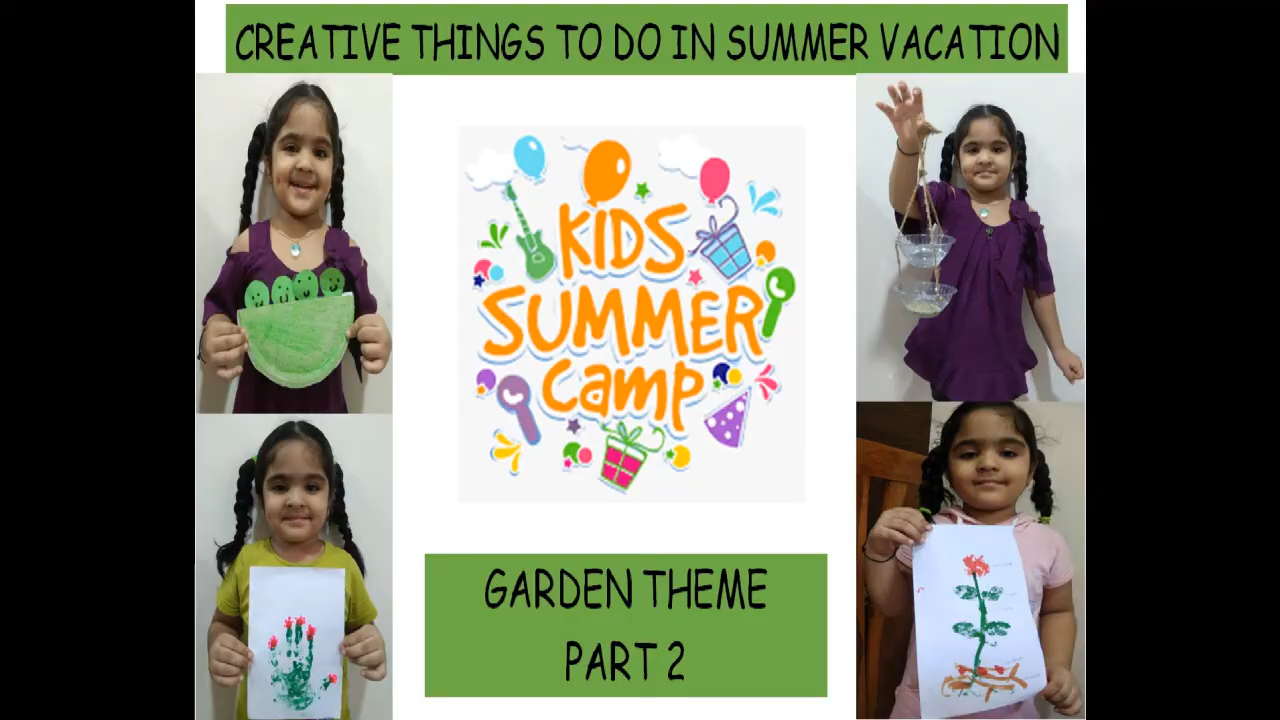 CREATIVE THINGS TO DO IN SUMMER VACATION
KIDS
SUMMER
Camp
GARDEN THEME
PART 2